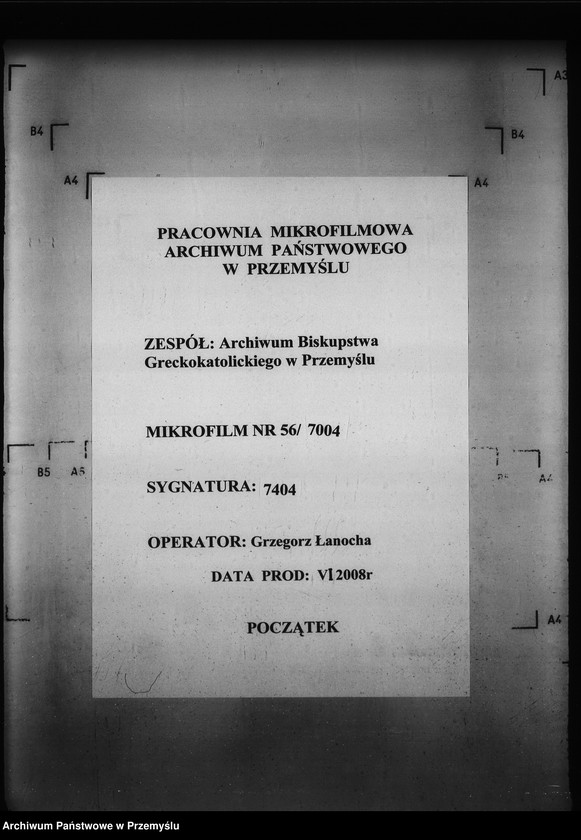 A3
B4
B4
A4
A4
PRACOWNIA MIKROFILMOWA
ARCHIWUM PAŃSTWOWEGO
W PRZEMYŚLU
ZESPÓŁ: Archiwum Biskupstwa
Greckokatolickiego w Przemyślu
MIKROFILM NR 56/ 7004
B5 A5
A4
SYGNATURA: 7404
OPERATOR: Grzegorz Łanocha
DATA PROD: VI 2008r
A4
POCZĄTEK
Archiwum Państwowe w Przemyślu